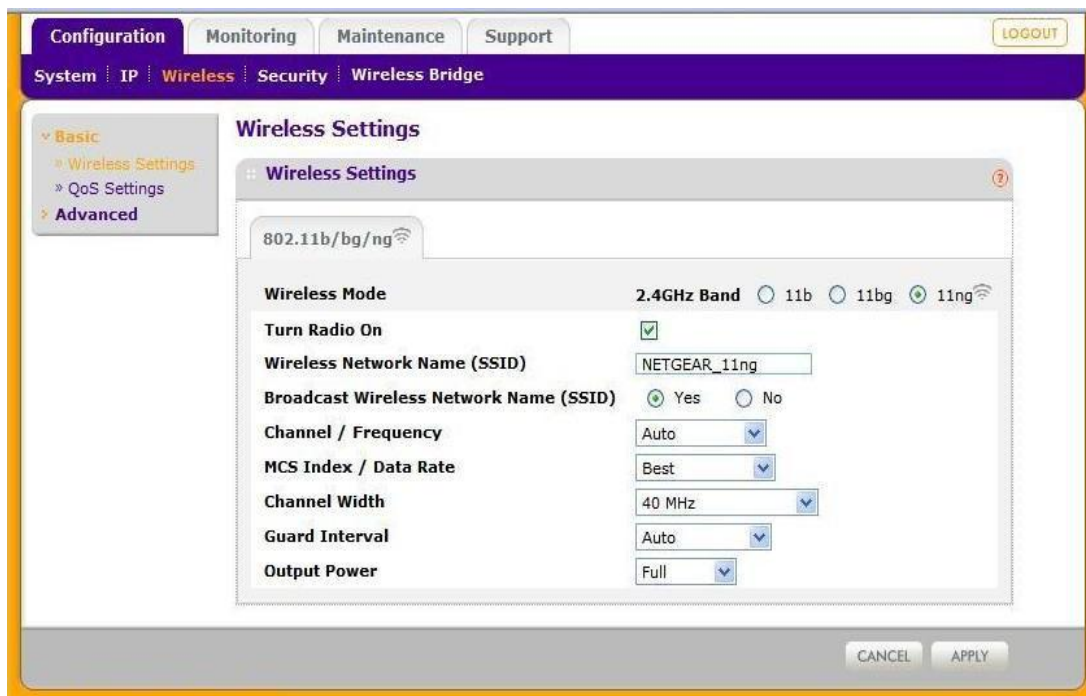 Configuration Monitoring Maintenance Support LOGOUT
System IP Wireless Security Wireless Bridge
Basic
» Wireless Settings
» QoS Settings
Advanced
Wireless Settings
Wireless Settings ?
802.11b/bg/ng
Wireless Mode 2.4GHz Band 11b 11bg 11ng
Turn Radio On
Wireless Network Name (SSID) NETGEAR_11ng
Broadcast Wireless Network Name (SSID) Yes No
Channel / Frequency Auto
MCS Index / Data Rate Best
Channel Width 40 MHz
Guard Interval Auto
Output Power Full
CANCEL APPLY